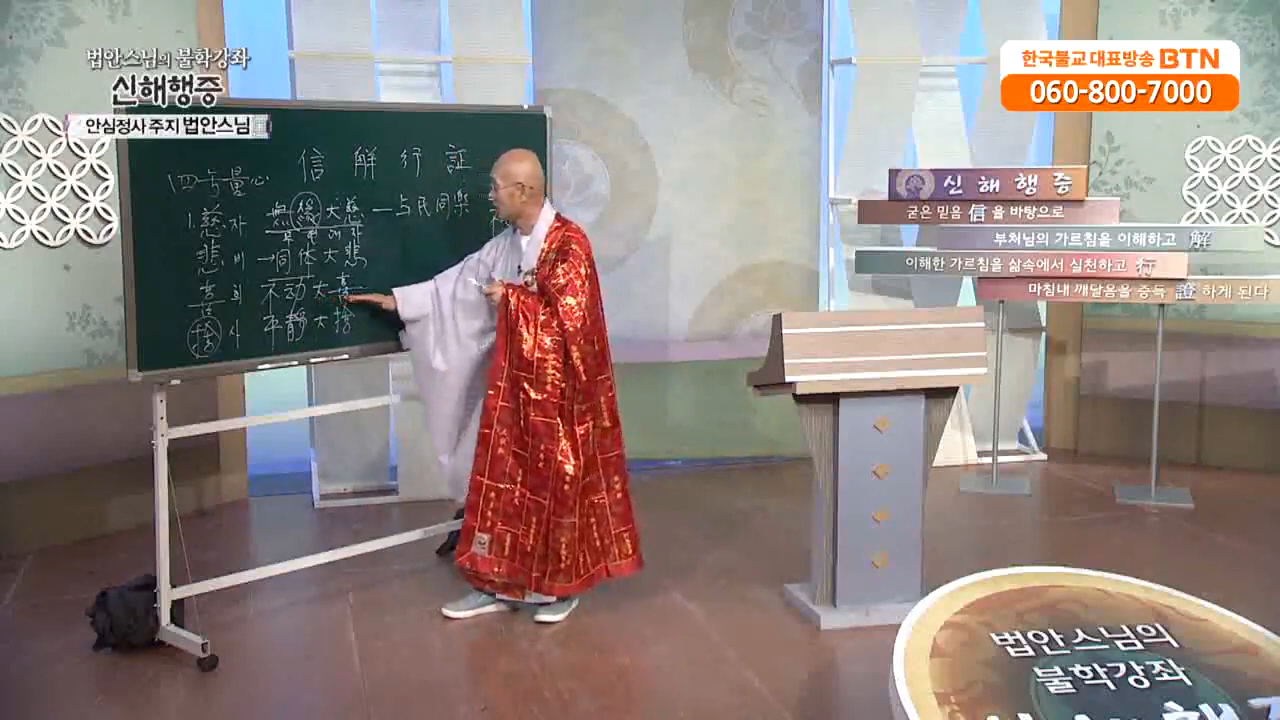 법안스님의 불학강좌
신해행증
안심정사 주지 법안스님
한국불교 대표방송 BTN
060-800-7000
信 解 行 証
四 量心
1. 慈 자 無緣大慈 — 与民同樂
悲 비 → 同体大悲
喜 희 不动大喜
捨 사 平靜大捨
신해행증
굳은 믿음 信 을 바탕으로
부처님의 가르침을 이해하고 解
이해한 가르침을 삶속에서 실천하고 行
마침내 깨달음을 증득 證 하게 된다
법안스님의
불학강좌